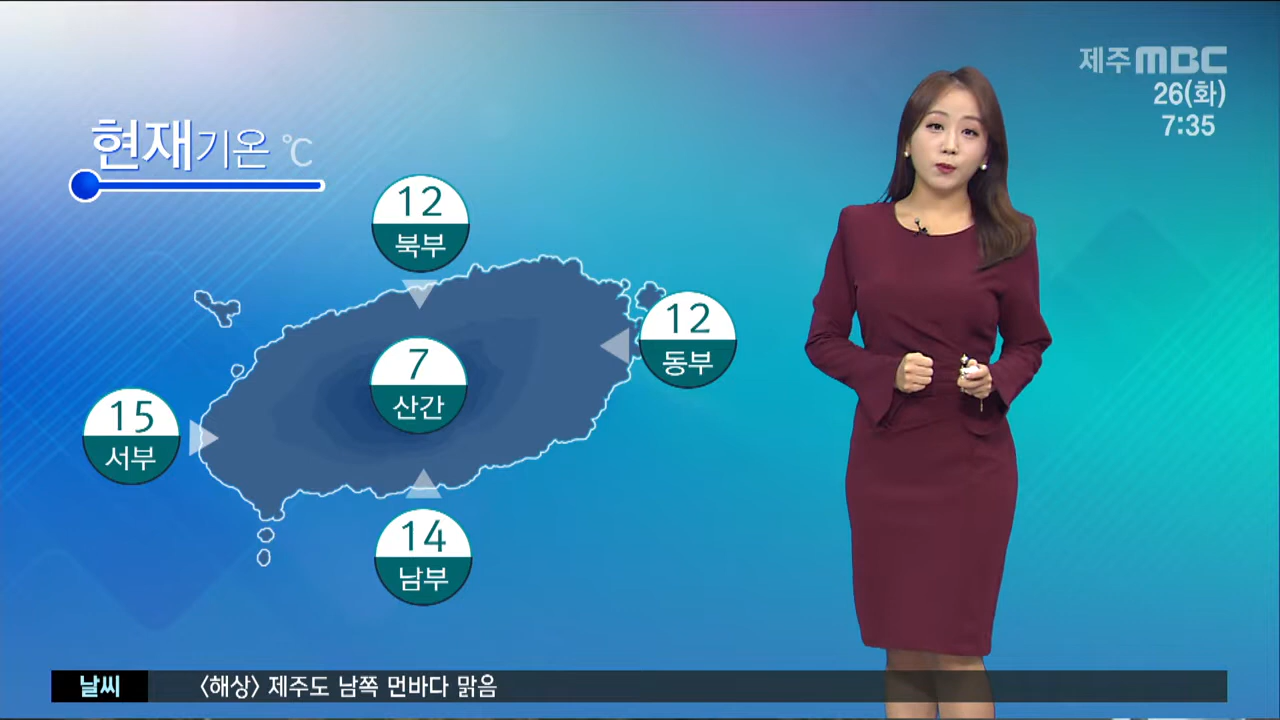 제주MBC
26(화)
7:35
현재기온 ℃
12
북부
12
동부
7
산간
15
서부
14
남부
날씨 〈해상〉 제주도 남쪽 먼바다 맑음